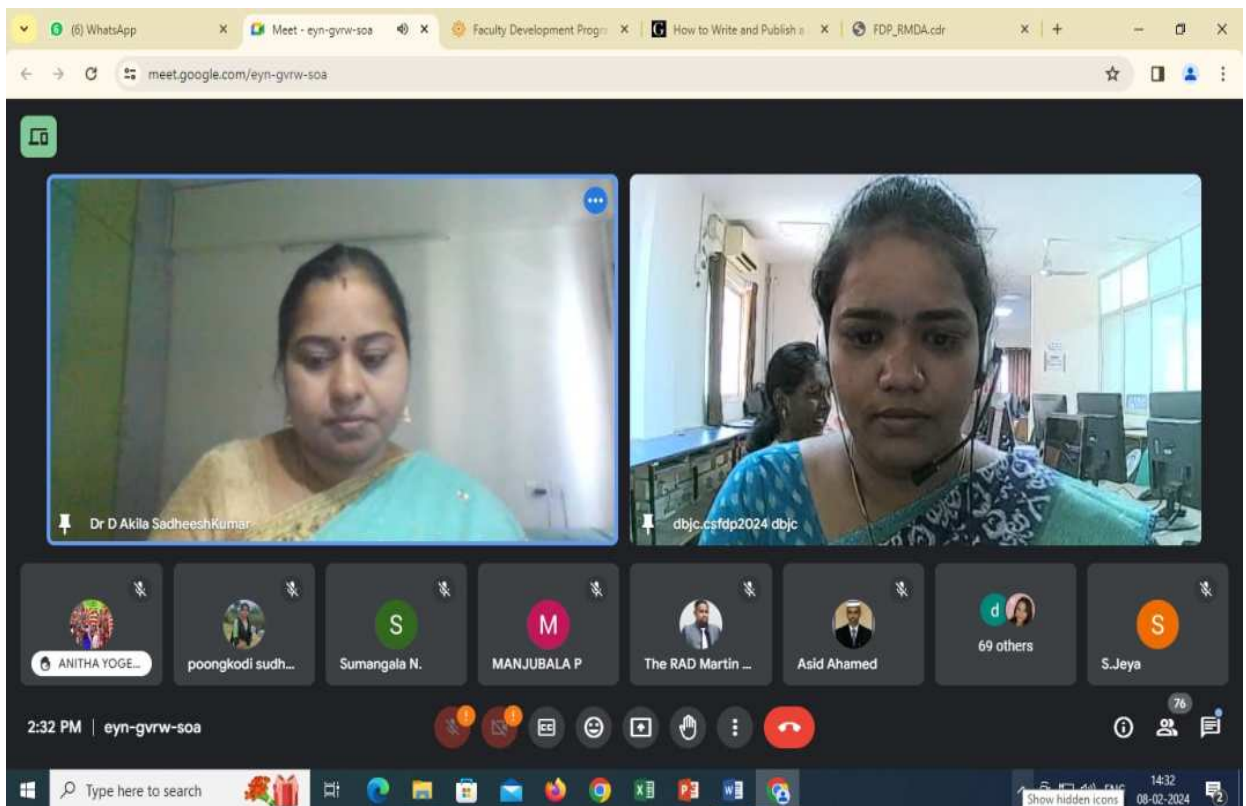 (6) WhatsApp
Meet - eyn-gvrw-soa
Faculty Development Progr
How to Write and Publish a
FDP_RMDA.cdr
meet.google.com/eyn-gvrw-soa
Dr D Akila SadheeshKumar
dbjc.csfdp2024 dbjc
S
M
d
S
ANITHA YOGE...
poongkodi sudh...
Sumangala N.
MANJUBALA P
The RAD Martin ...
Asid Ahamed
69 others
S.Jeya
2:32 PM | eyn-gvrw-soa
CC
76
Type here to search
ENG
14:32
Show hidden icons
08-02-2024
2